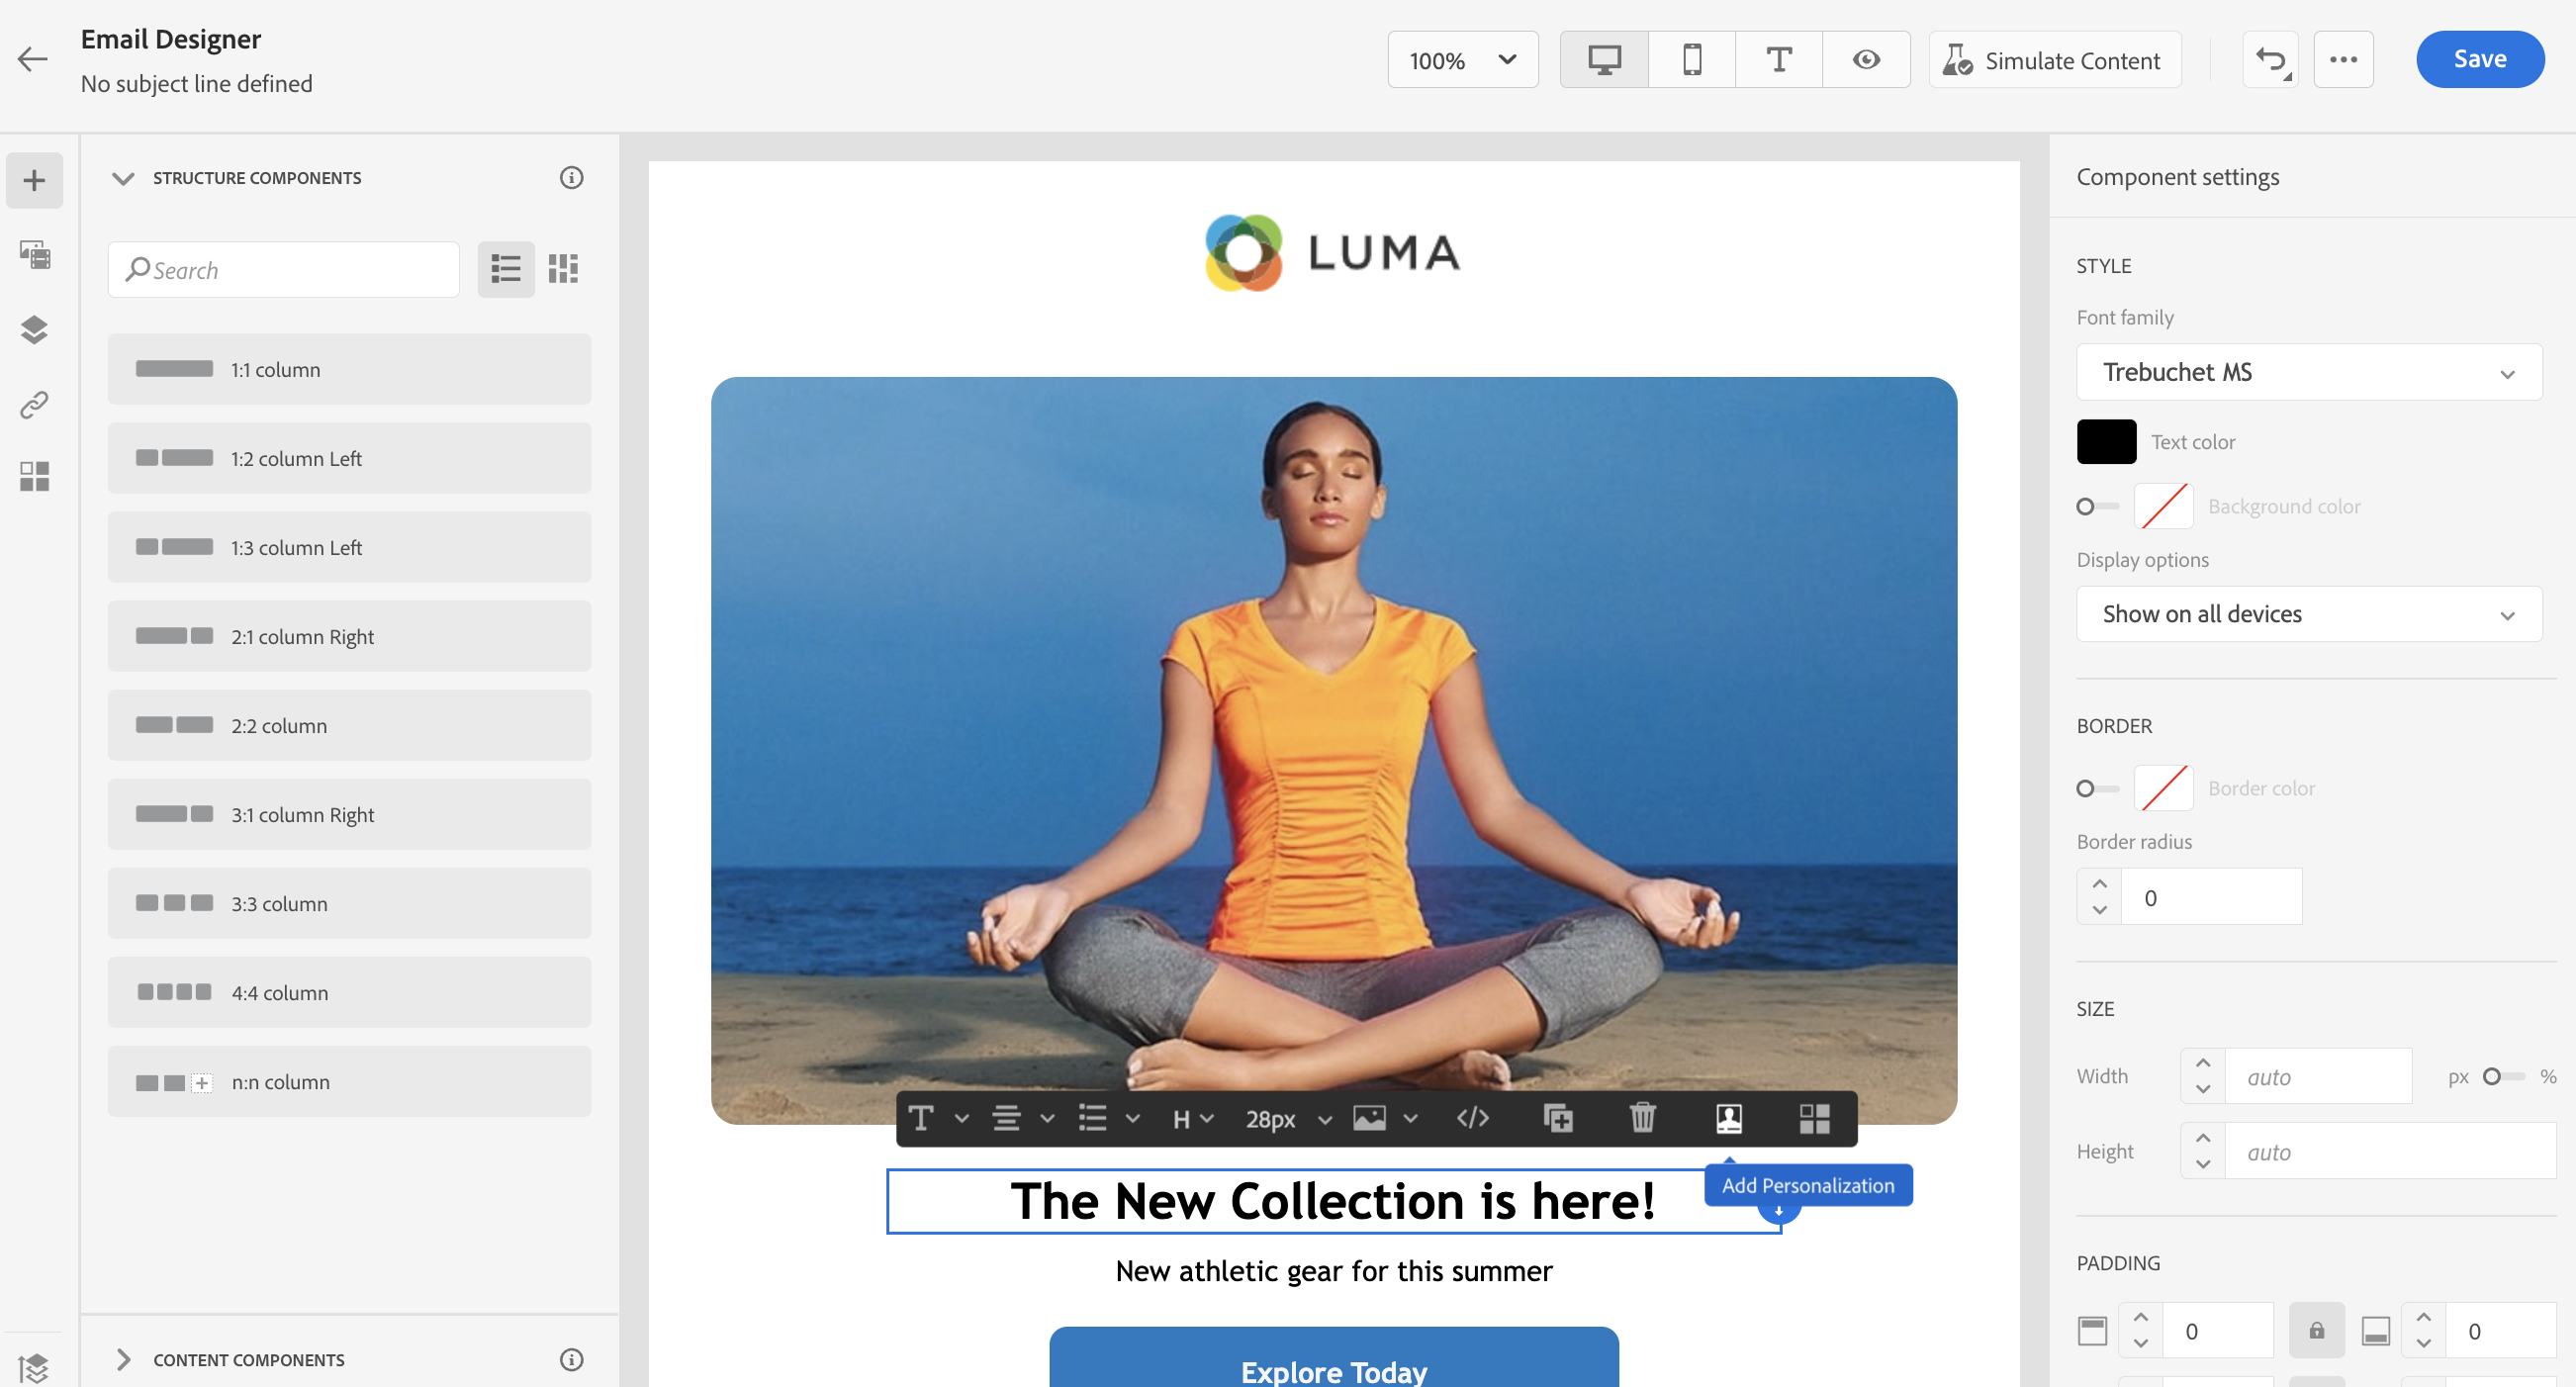 Email Designer
No subject line defined
100%
Simulate Content
Save
STRUCTURE COMPONENTS
Search
1:1 column
1:2 column Left
1:3 column Left
2:1 column Right
2:2 column
3:1 column Right
3:3 column
4:4 column
n:n column
CONTENT COMPONENTS
LUMA
H
28px
Add Personalization
The New Collection is here!
New athletic gear for this summer
Explore Today
Component settings
STYLE
Font family
Trebuchet MS
Text color
Background color
Display options
Show on all devices
BORDER
Border color
Border radius
0
SIZE
Width auto px %
Height auto
PADDING
0 0